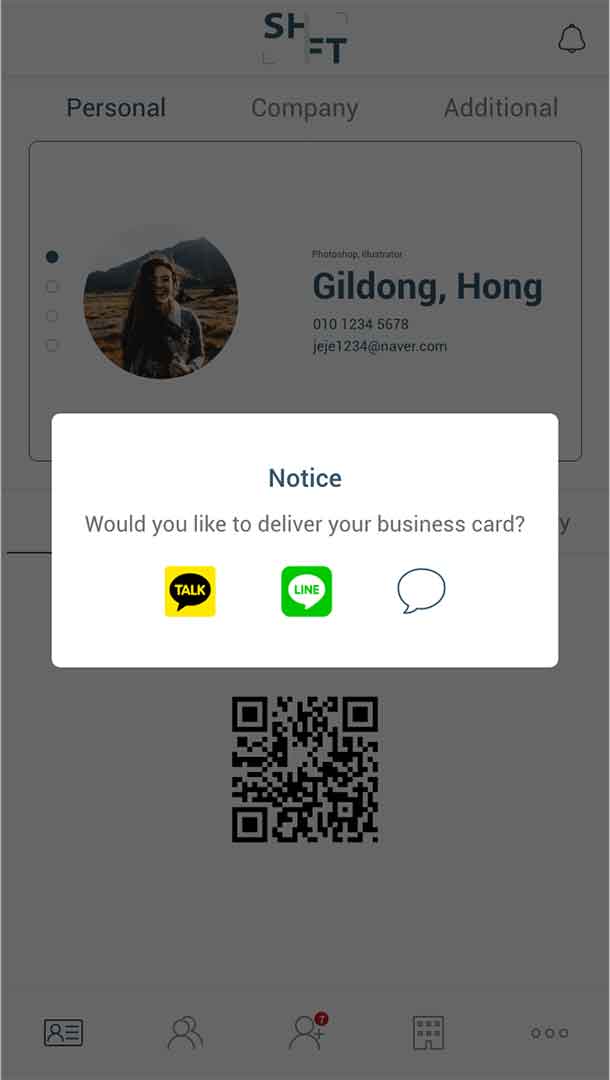 SHFT
Personal Company Additional
Photoshop, Illustrator
Gildong, Hong
010 1234 5678
jeje1234@naver.com
Notice
Would you like to deliver your business card?
y
TALK LINE
7